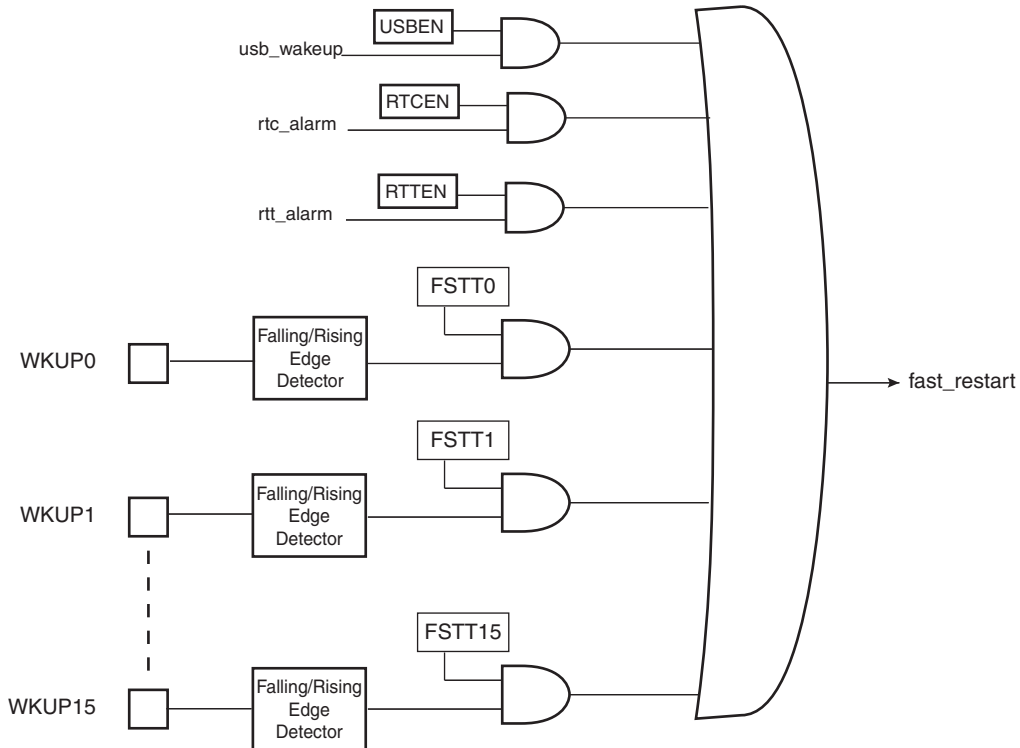 USBEN
usb_wakeup
RTCEN
rtc_alarm
RTTEN
rtt_alarm
FSTT0
WKUP0
Falling/Rising
Edge
Detector
fast_restart
FSTT1
WKUP1
Falling/Rising
Edge
Detector
FSTT15
WKUP15
Falling/Rising
Edge
Detector